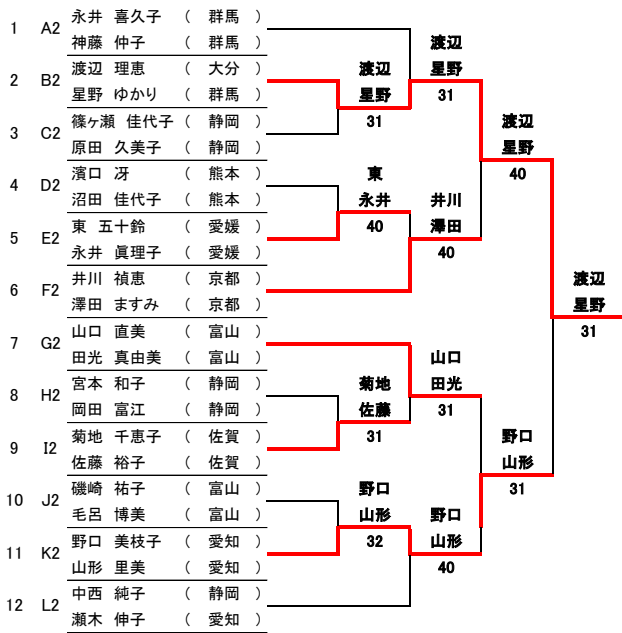 1 A2 永井 喜久子 ( 群馬 )
神藤 仲子 ( 群馬 )
2 B2 渡辺 理恵 ( 大分 )
星野 ゆかり ( 群馬 )
3 C2 篠ヶ瀬 佳代子 ( 静岡 )
原田 久美子 ( 静岡 )
4 D2 濱口 冴 ( 熊本 )
沼田 佳代子 ( 熊本 )
5 E2 東 五十鈴 ( 愛媛 )
永井 眞理子 ( 愛媛 )
6 F2 井川 禎恵 ( 京都 )
澤田 ますみ ( 京都 )
7 G2 山口 直美 ( 富山 )
田光 真由美 ( 富山 )
8 H2 宮本 和子 ( 静岡 )
岡田 富江 ( 静岡 )
9 I2 菊地 千恵子 ( 佐賀 )
佐藤 裕子 ( 佐賀 )
10 J2 磯崎 祐子 ( 富山 )
毛呂 博美 ( 富山 )
11 K2 野口 美枝子 ( 愛知 )
山形 里美 ( 愛知 )
12 L2 中西 純子 ( 静岡 )
瀬木 伸子 ( 愛知 )
渡辺
星野
31
東
永井
40
菊地
佐藤
31
野口
山形
32
渡辺
星野
31
井川
澤田
40
山口
田光
31
野口
山形
40
渡辺
星野
40
野口
山形
31
渡辺
星野
31